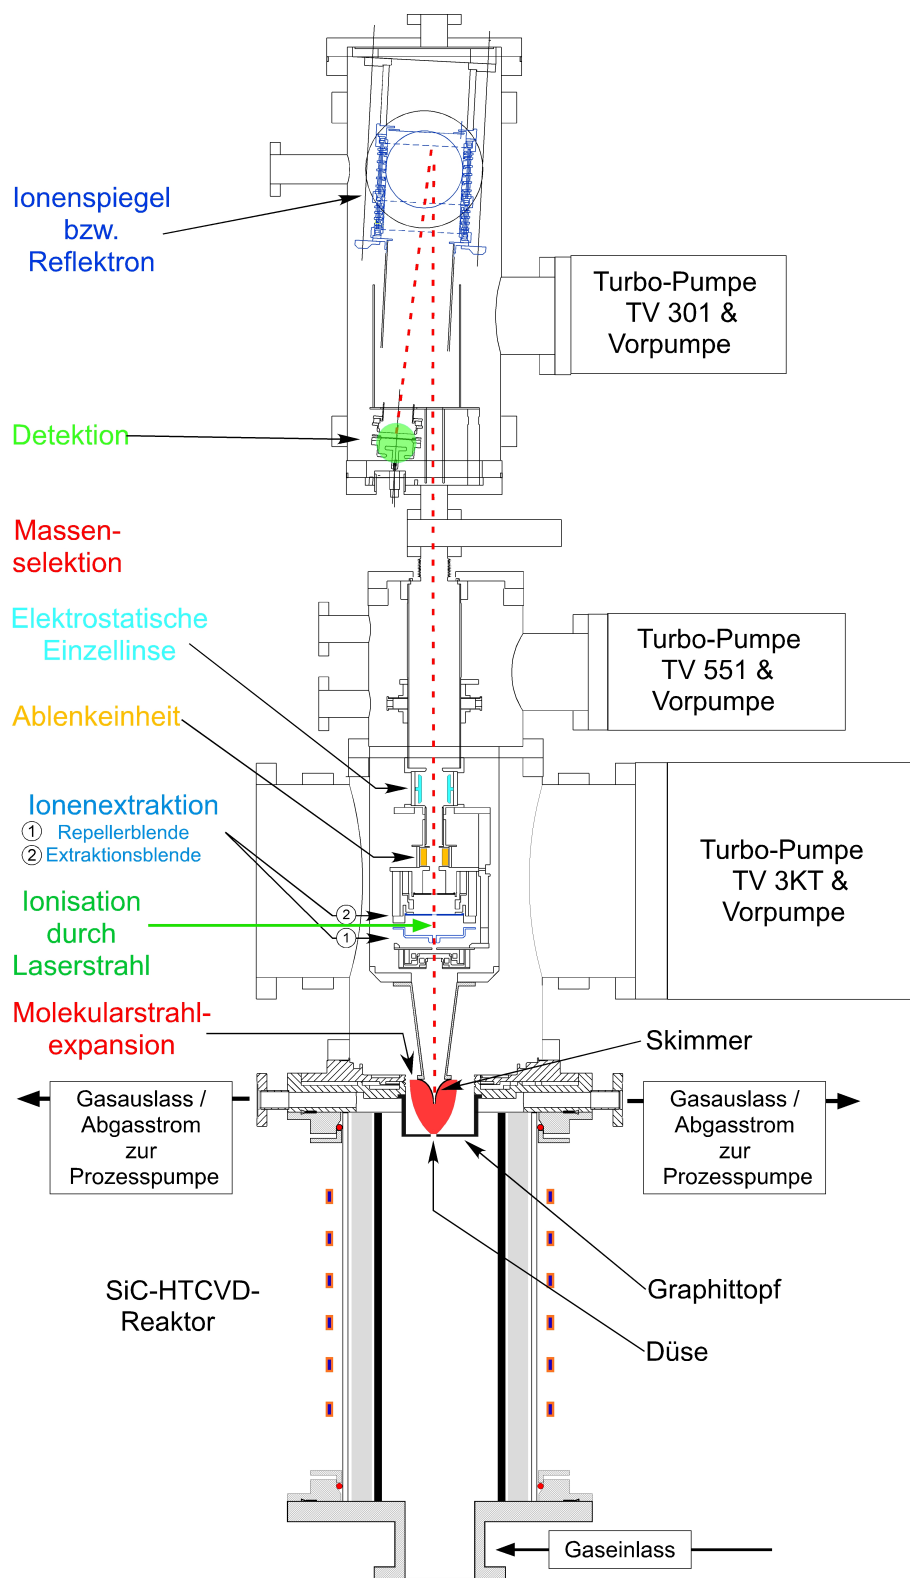 Ionenspiegel
bzw.
Reflektron
Turbo-Pumpe
TV 301 &
Vorpumpe
Detektion
Massen-
selektion
Elektrostatische
Einzellinse
Turbo-Pumpe
TV 551 &
Vorpumpe
Ablenkeinheit
Ionenextraktion
1 Repellerblende
2 Extraktionsblende
Turbo-Pumpe
TV 3KT &
Vorpumpe
2
1
Ionisation
durch
Laserstrahl
Molekularstrahl-
expansion
Skimmer
Gasauslass /
Abgasstrom
zur
Prozesspumpe
Gasauslass /
Abgasstrom
zur
Prozesspumpe
SiC-HTCVD-
Reaktor
Graphittopf
Düse
Gaseinlass